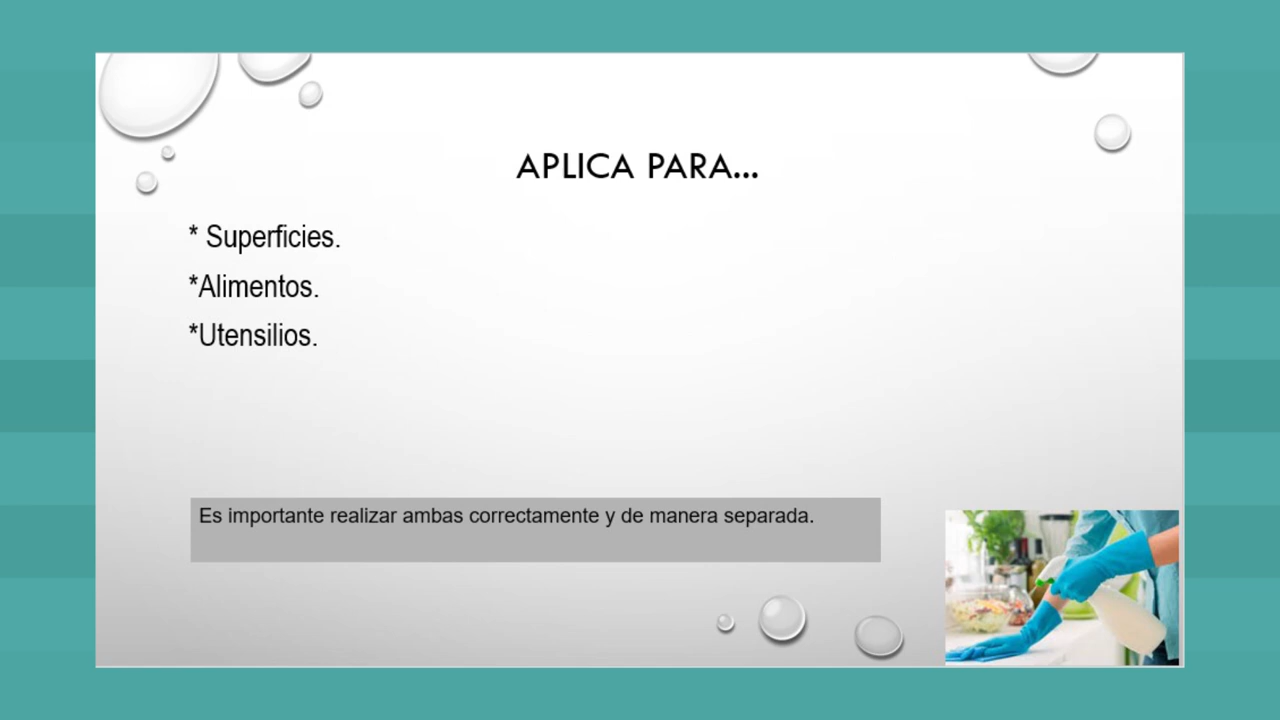 APLICA PARA...
* Superficies.
*Alimentos.
*Utensilios.
Es importante realizar ambas correctamente y de manera separada.